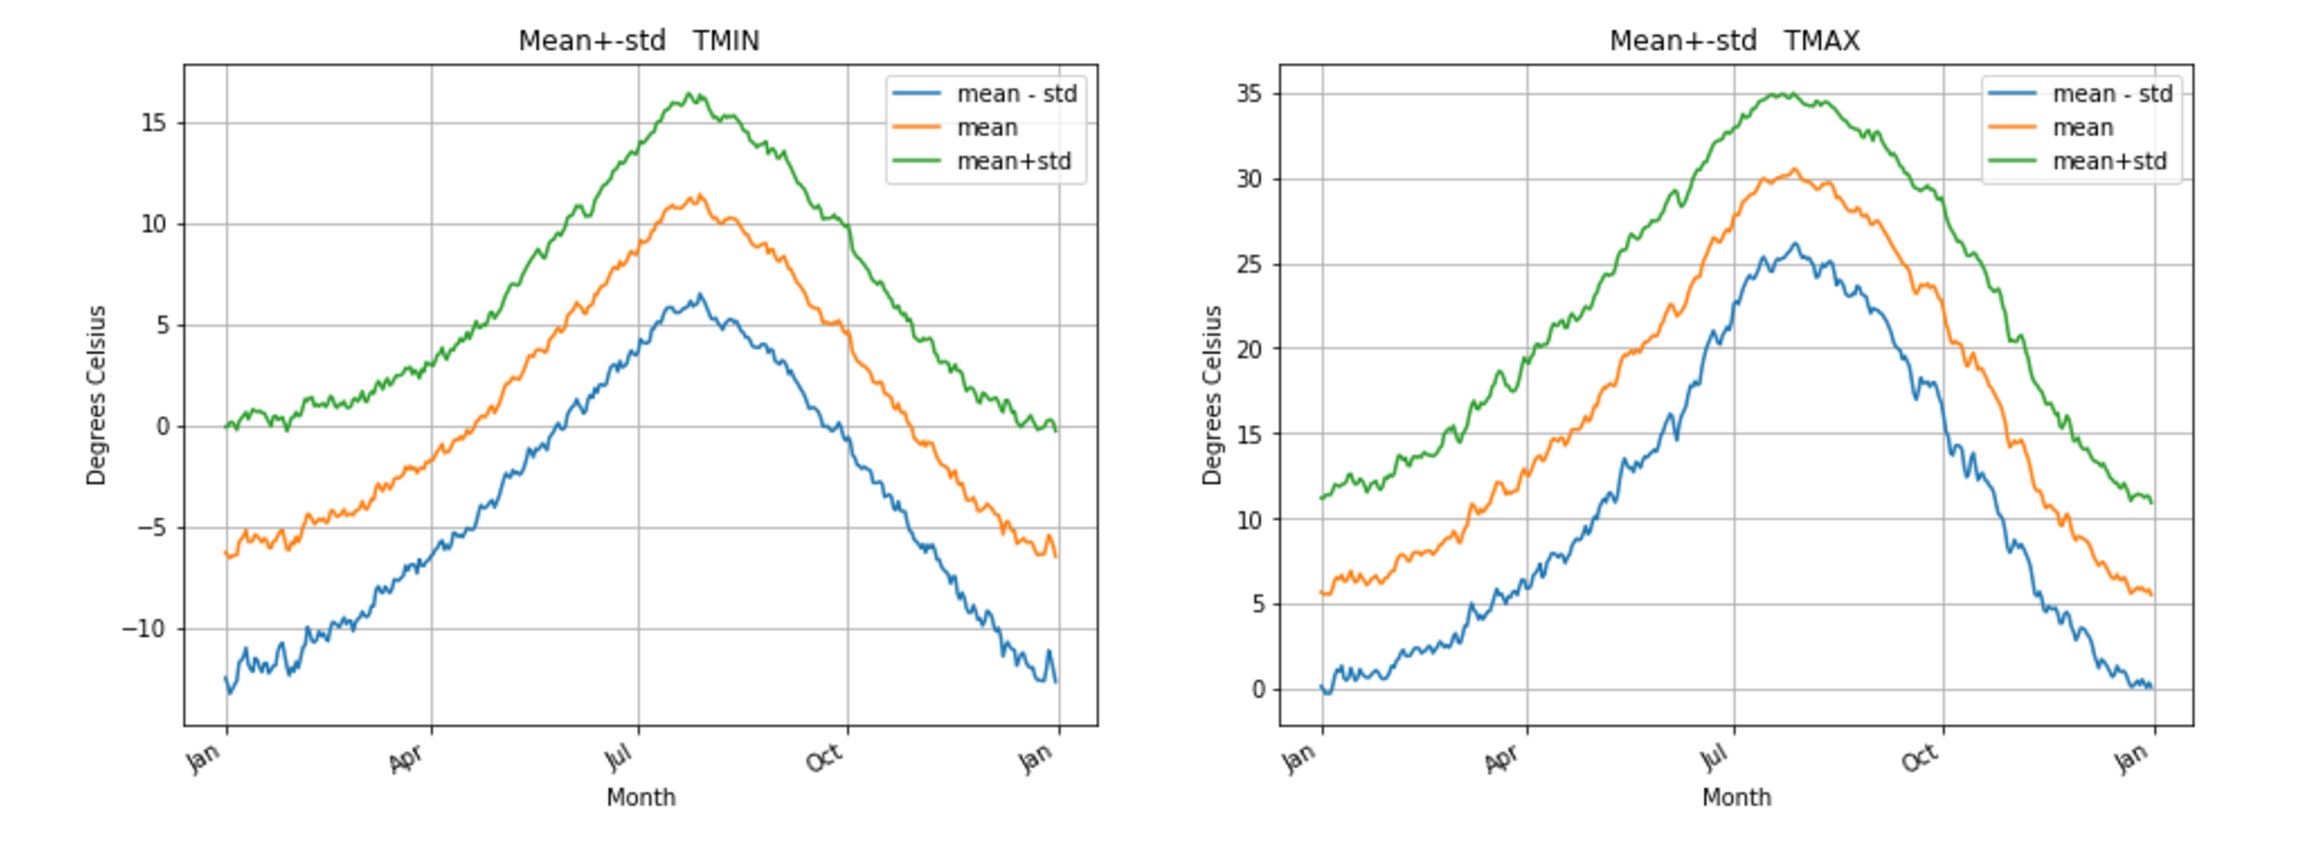 Mean+-std TMIN
mean - std
mean
mean+std
15
10
5
0
−5
−10
Degrees Celsius
Jan
Apr
Jul
Oct
Jan
Month
Mean+-std TMAX
mean - std
mean
mean+std
35
30
25
20
15
10
5
0
Degrees Celsius
Jan
Apr
Jul
Oct
Jan
Month